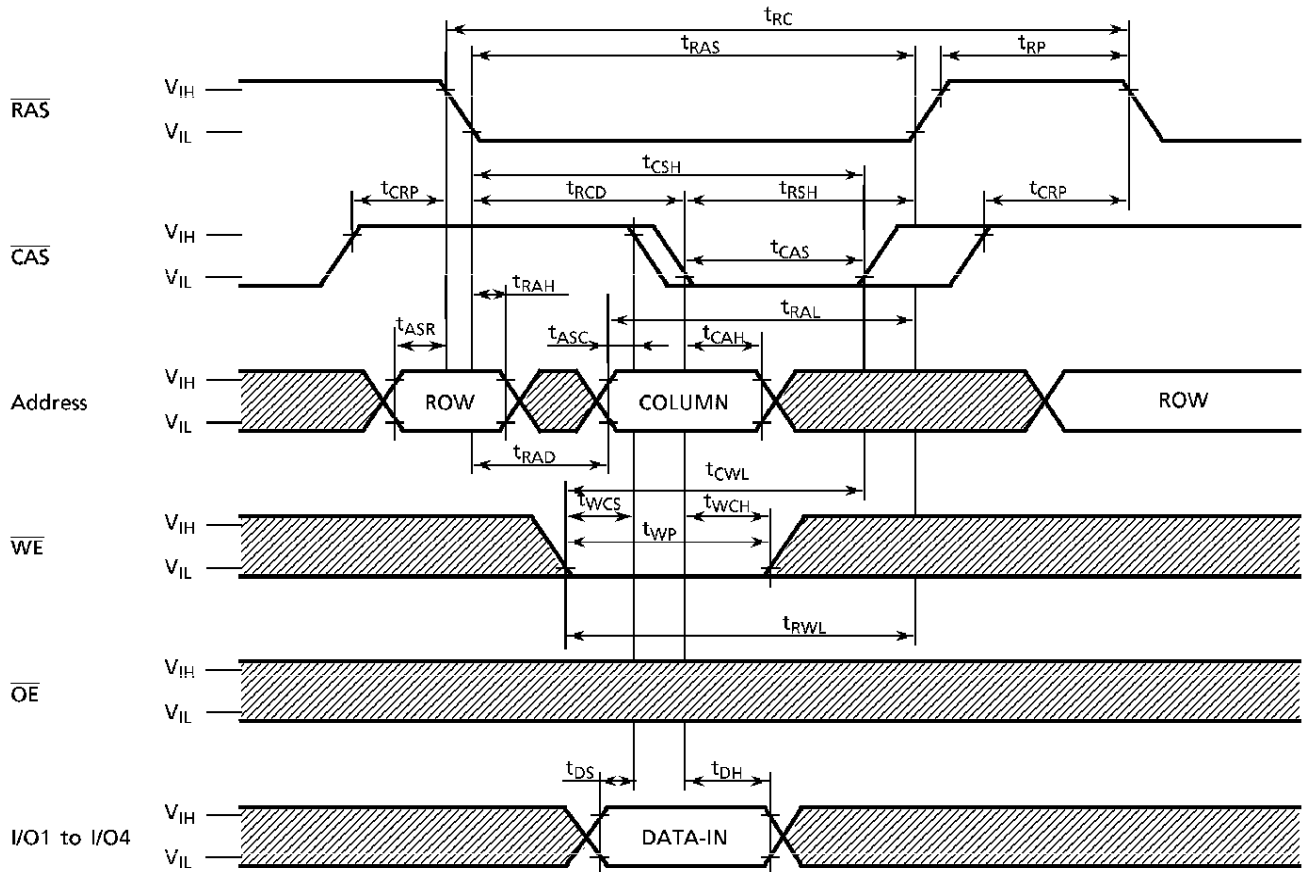 tRC
tRAS tRP
RAS VIH
VIL
tCSH
tCRP tRCD tRSH tCRP
CAS VIH
VIL
tCAS
tRAH
tRAL
tASR tASC tCAH
Address VIH
VIL
ROW COLUMN ROW
tRAD
tCWL
tWCS tWCH
WE VIH
VIL
tWP
tRWL
OE VIH
VIL
tDS tDH
I/O1 to I/O4 VIH
VIL
DATA-IN